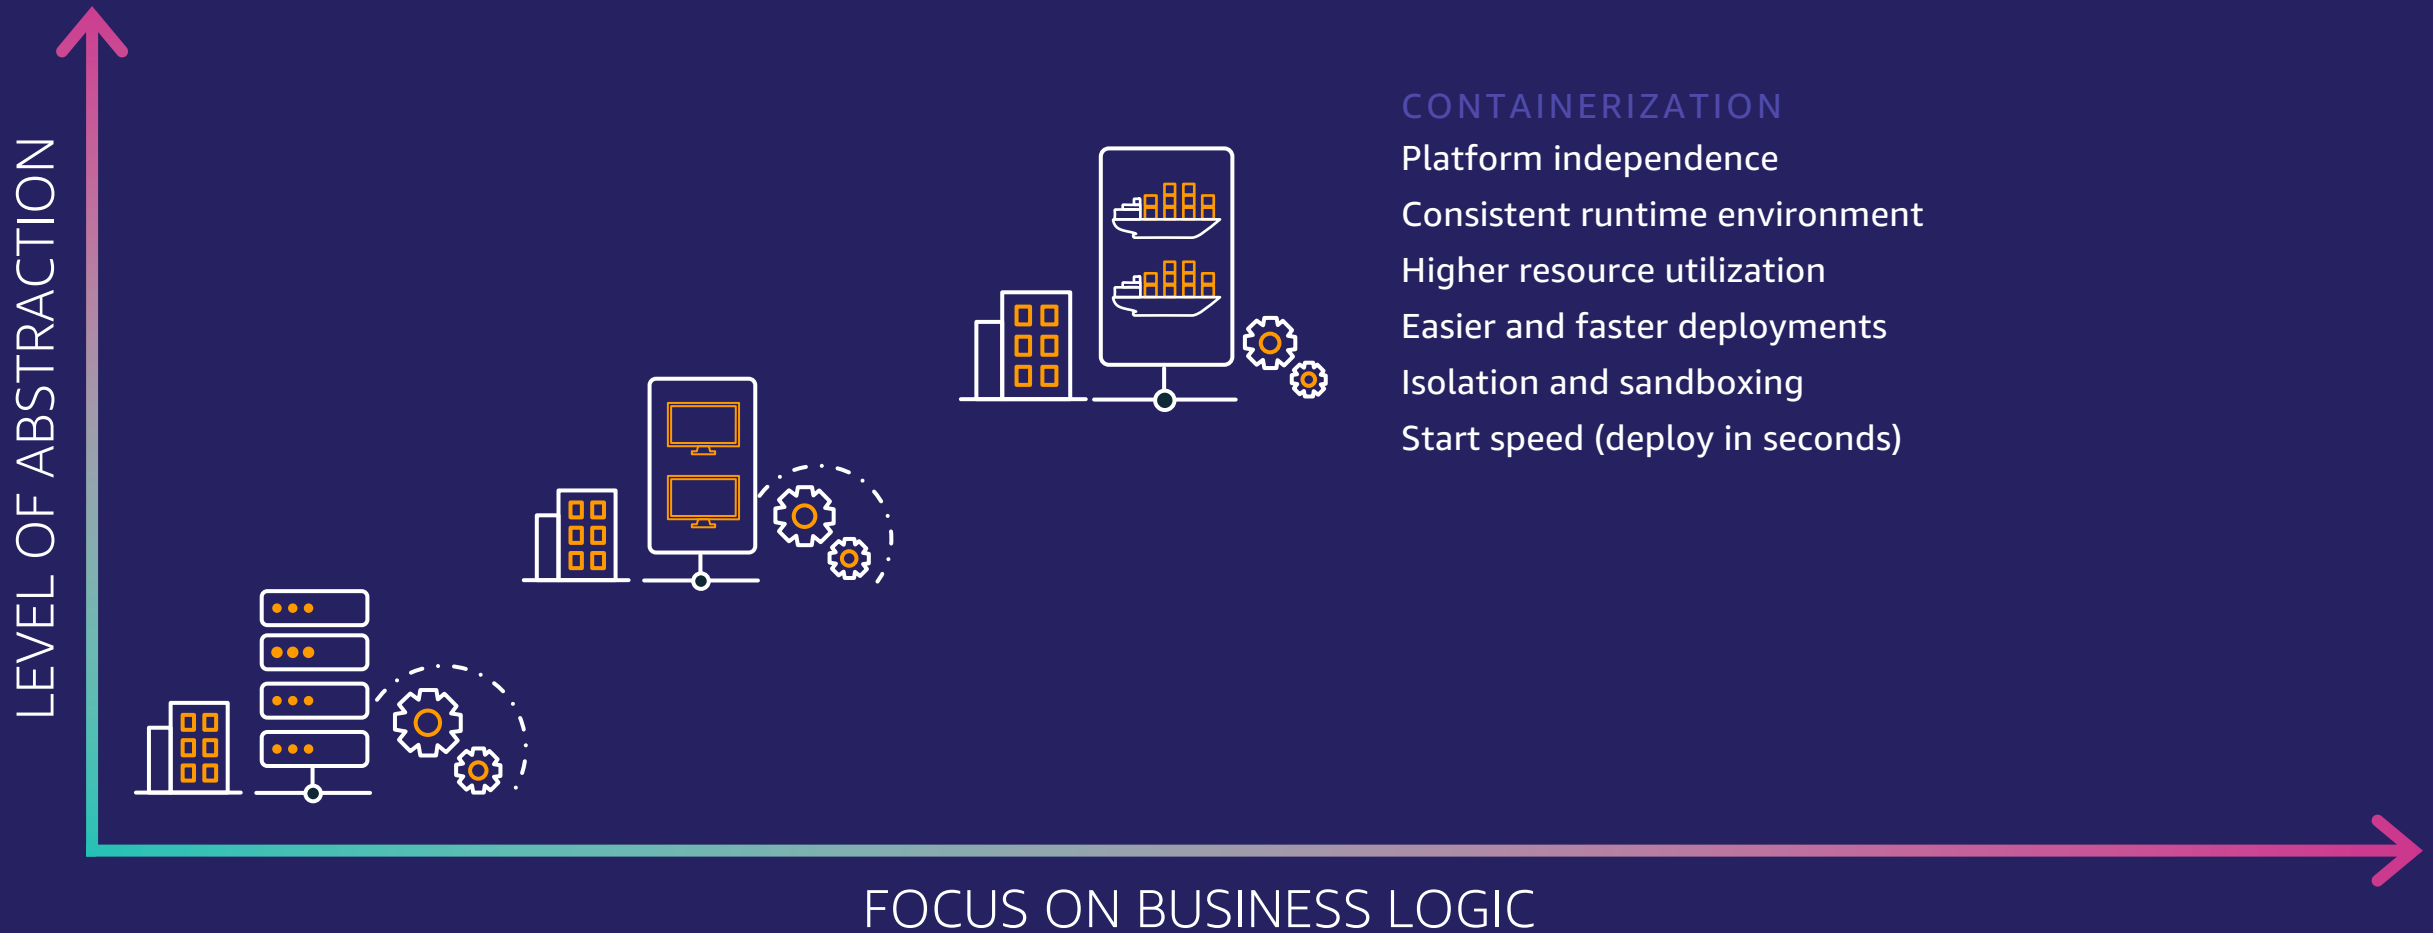 LEVEL OF ABSTRACTION
CONTAINERIZATION
Platform independence
Consistent runtime environment
Higher resource utilization
Easier and faster deployments
Isolation and sandboxing
Start speed (deploy in seconds)
FOCUS ON BUSINESS LOGIC